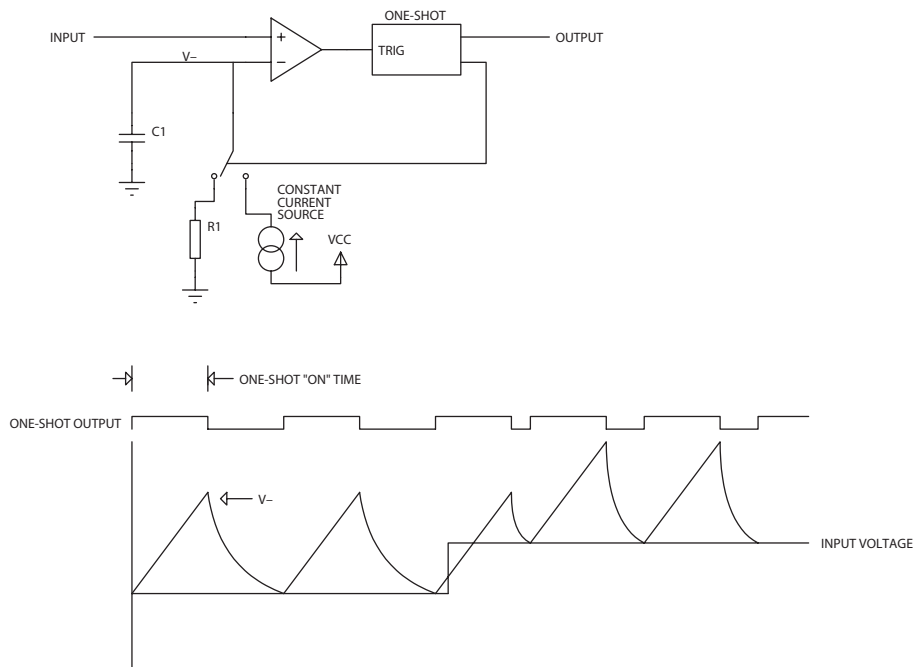 ONE-SHOT
INPUT
+
TRIG
OUTPUT
V–
–
C1
CONSTANT
CURRENT
SOURCE
R1
VCC
ONE-SHOT "ON" TIME
ONE-SHOT OUTPUT
V–
INPUT VOLTAGE